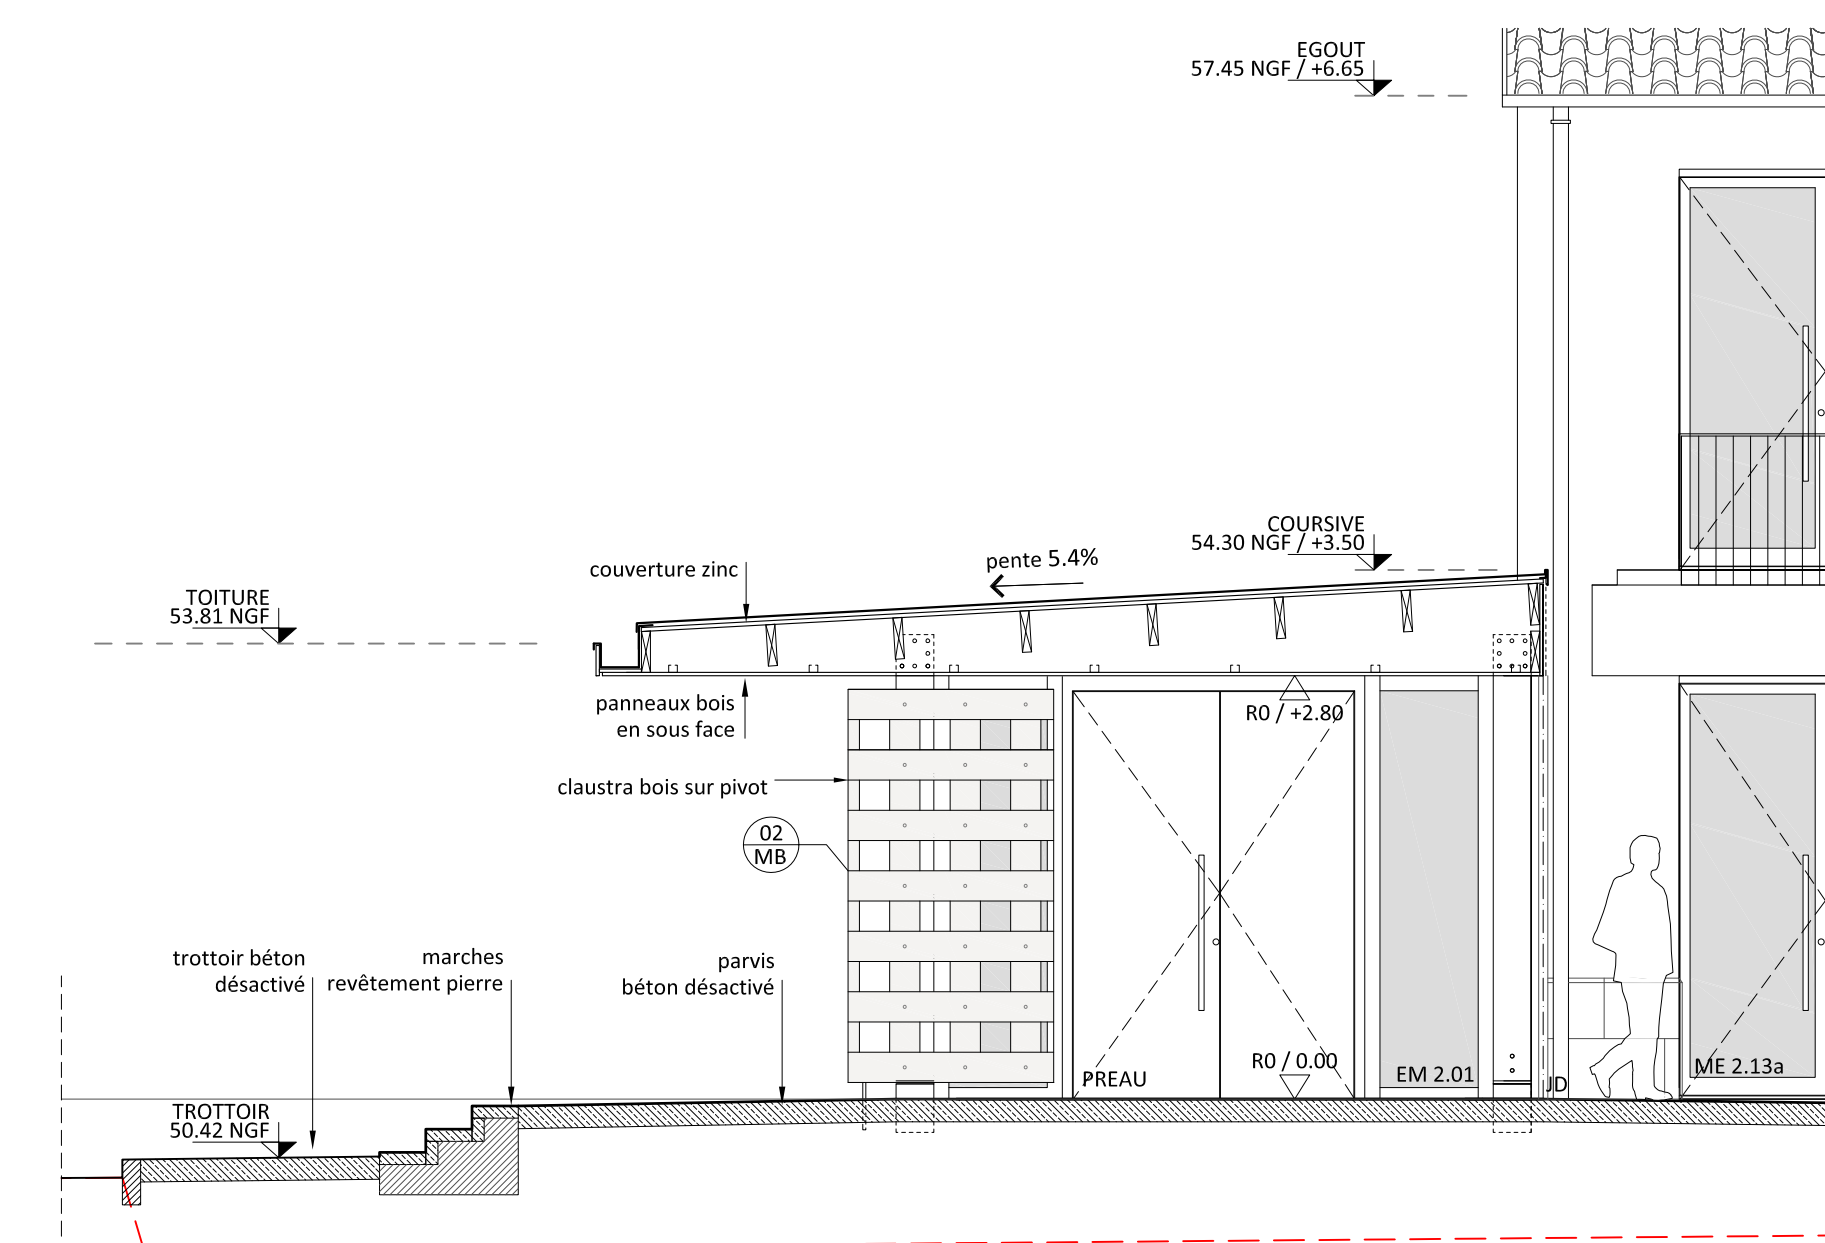 EGOUT
57.45 NGF / +6.65
COURSIVE
54.30 NGF / +3.50
pente 5.4%
couverture zinc
TOITURE
53.81 NGF
panneaux bois
en sous face
R0 / +2.80
claustra bois sur pivot
02
MB
trottoir béton
désactivé
marches
revêtement pierre
parvis
béton désactivé
R0 / 0.00
PREAU
EM 2.01
JD
ME 2.13a
TROTTOIR
50.42 NGF